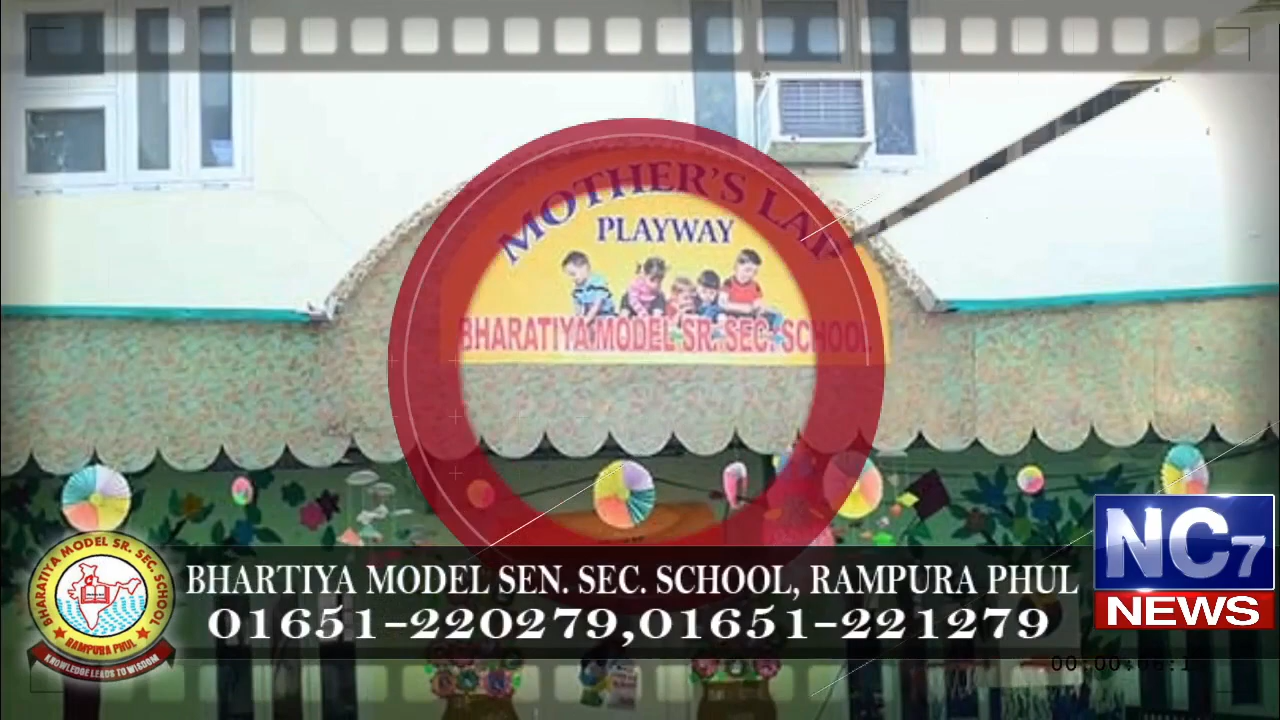 MOTHER'S LAP
PLAYWAY
BHARATIYA MODEL SR. SEC. SCHOOL
BHARATIYA MODEL SR. SEC. SCHOOL
RAMPURA PHUL
KNOWLEDGE LEADS TO WISDOM
BHARTIYA MODEL SEN. SEC. SCHOOL, RAMPURA PHUL
01651-220279,01651-221279
NC7
NEWS